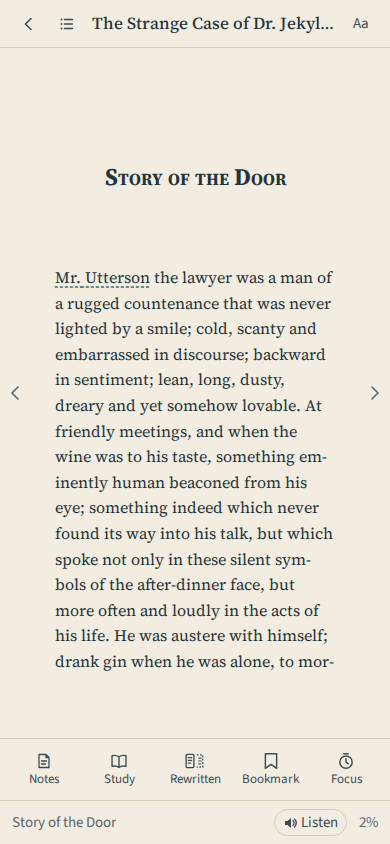 The Strange Case of Dr. Jekyl...
Aa
Story of the Door
Mr. Utterson the lawyer was a man of
a rugged countenance that was never
lighted by a smile; cold, scanty and
embarrassed in discourse; backward
in sentiment; lean, long, dusty,
dreary and yet somehow lovable. At
friendly meetings, and when the
wine was to his taste, something em-
inently human beaconed from his
eye; something indeed which never
found its way into his talk, but which
spoke not only in these silent sym-
bols of the after-dinner face, but
more often and loudly in the acts of
his life. He was austere with himself;
drank gin when he was alone, to mor-
Notes
Study
Rewritten
Bookmark
Focus
Story of the Door
Listen
2%